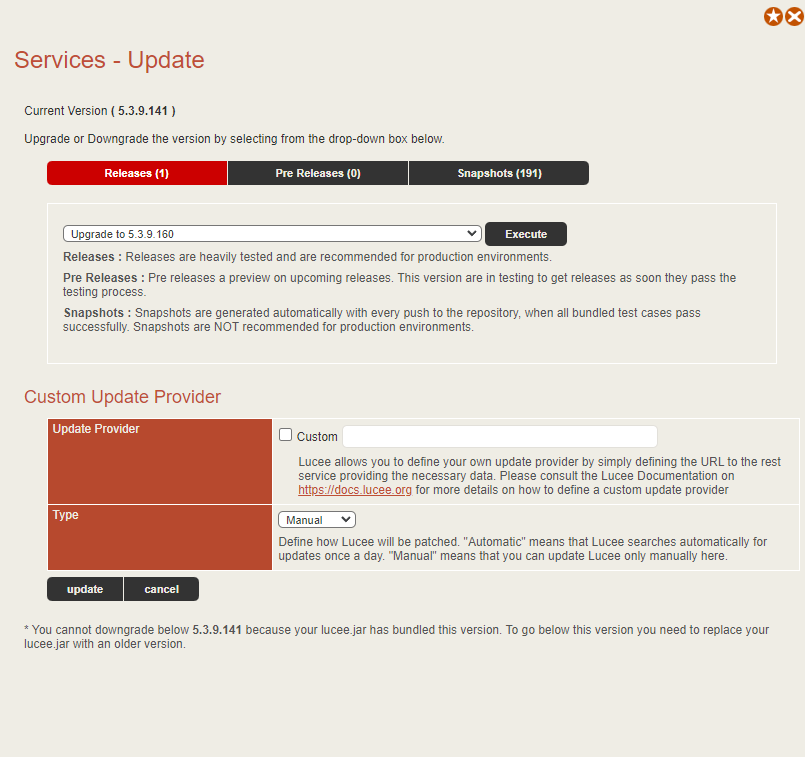 Services - Update
Current Version ( 5.3.9.141 )
Upgrade or Downgrade the version by selecting from the drop-down box below.
Releases (1)
Pre Releases (0)
Snapshots (191)
Upgrade to 5.3.9.160
Execute
Releases : Releases are heavily tested and are recommended for production environments.
Pre Releases : Pre releases a preview on upcoming releases. This version are in testing to get releases as soon they pass the
testing process.
Snapshots : Snapshots are generated automatically with every push to the repository, when all bundled test cases pass
successfully. Snapshots are NOT recommended for production environments.
Custom Update Provider
Update Provider
Custom
Lucee allows you to define your own update provider by simply defining the URL to the rest
service providing the necessary data. Please consult the Lucee Documentation on
https://docs.lucee.org for more details on how to define a custom update provider
Type
Manual
Define how Lucee will be patched. "Automatic" means that Lucee searches automatically for
updates once a day. "Manual" means that you can update Lucee only manually here.
update
cancel
* You cannot downgrade below 5.3.9.141 because your lucee.jar has bundled this version. To go below this version you need to replace your
lucee.jar with an older version.